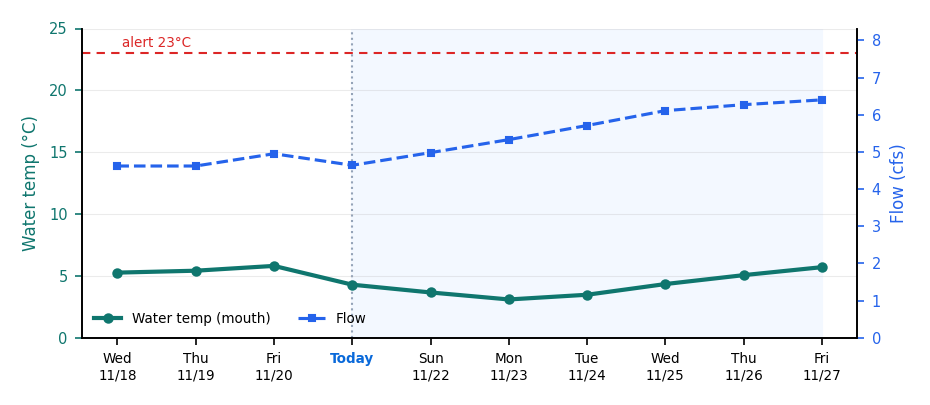 25
20
15
10
5
0
Water temp (°C)
alert 23°C
8
7
6
5
4
3
2
1
0
Flow (cfs)
Water temp (mouth)
Flow
Wed
11/18
Thu
11/19
Fri
11/20
Today
Sun
11/22
Mon
11/23
Tue
11/24
Wed
11/25
Thu
11/26
Fri
11/27